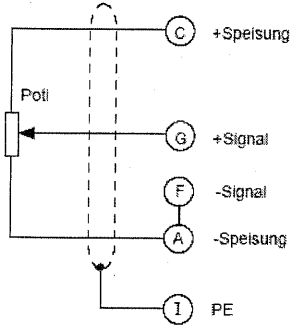 C +Speisung
Poti
G +Signal
F -Signal
A -Speisung
I PE